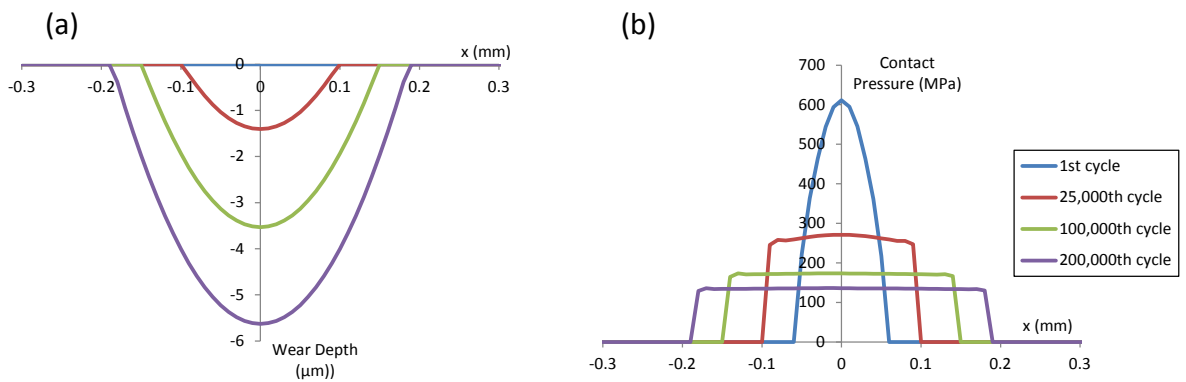 (a)
x (mm)
0
-0.3 -0.2 -0.1 0 0.1 0.2 0.3
-1
-2
-3
-4
-5
-6
Wear Depth
(µm))
(b)
Contact
Pressure (MPa)
700
600
500
400
300
200
100
0
x (mm)
-0.3 -0.2 -0.1 0 0.1 0.2 0.3
1st cycle
25,000th cycle
100,000th cycle
200,000th cycle